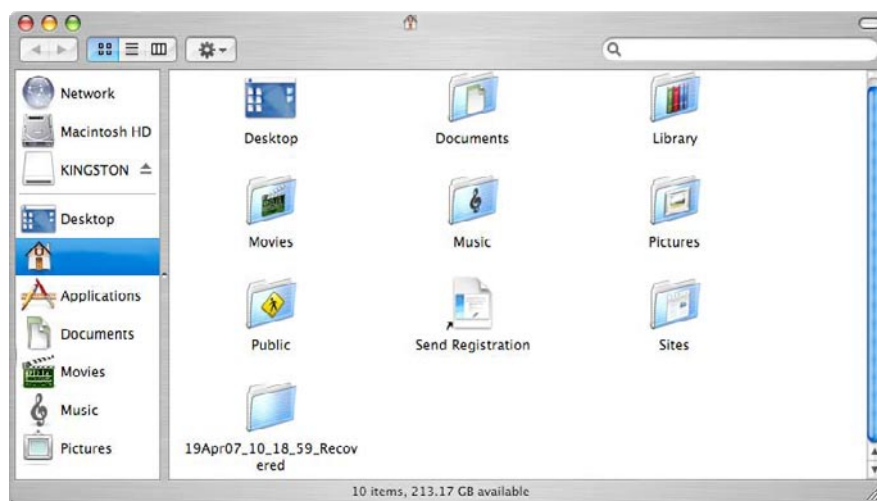 Network
Macintosh HD
KINGSTON
Desktop
Applications
Documents
Movies
Music
Pictures
Desktop
Documents
Library
Movies
Music
Pictures
Public
Send Registration
Sites
19Apr07_10_18_59_Recov
ered
10 items, 213.17 GB available